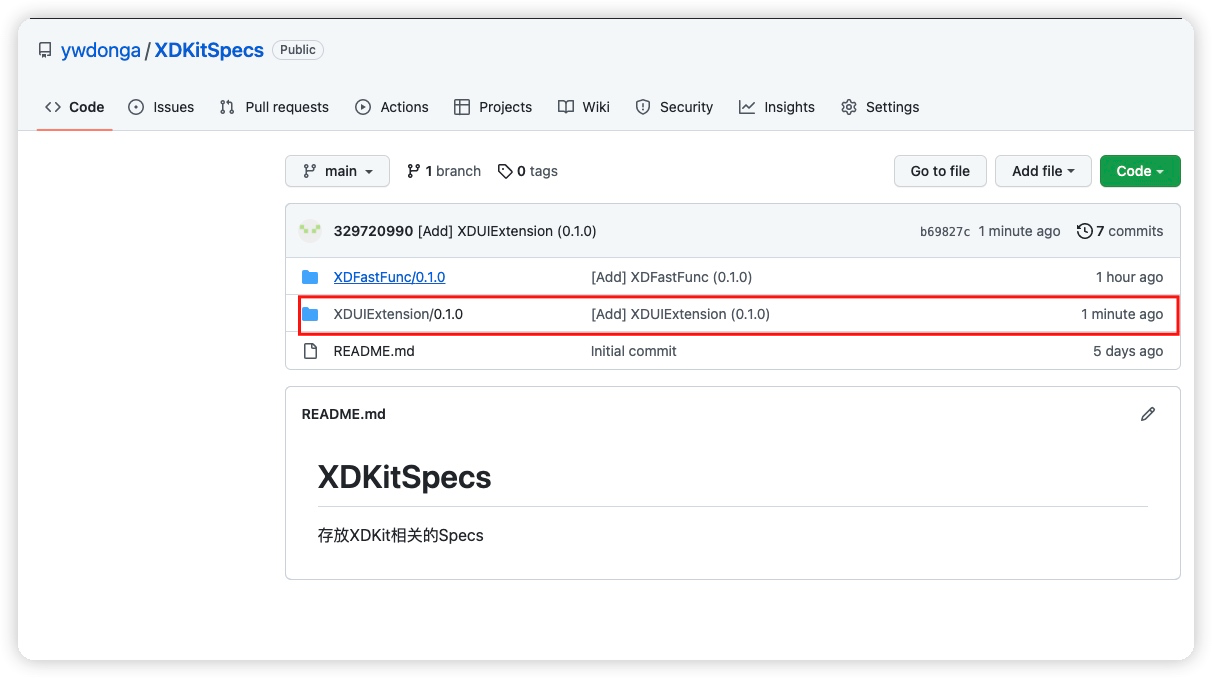 ywdonga / XDKitSpecs Public
Code Issues Pull requests Actions Projects Wiki Security Insights Settings
main 1 branch 0 tags Go to file Add file Code
329720990 [Add] XDUIExtension (0.1.0) b69827c 1 minute ago 7 commits
XDFastFunc/0.1.0 [Add] XDFastFunc (0.1.0) 1 hour ago
XDUIExtension/0.1.0 [Add] XDUIExtension (0.1.0) 1 minute ago
README.md Initial commit 5 days ago
README.md
XDKitSpecs
存放XDKit相关的Specs